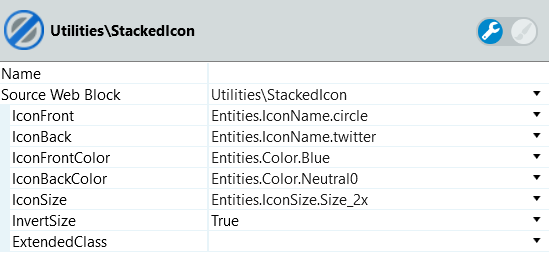 Utilities\StackedIcon
Name
Source Web Block Utilities\StackedIcon
IconFront Entities.IconName.circle
IconBack Entities.IconName.twitter
IconFrontColor Entities.Color.Blue
IconBackColor Entities.Color.Neutral0
IconSize Entities.IconSize.Size_2x
InvertSize True
ExtendedClass